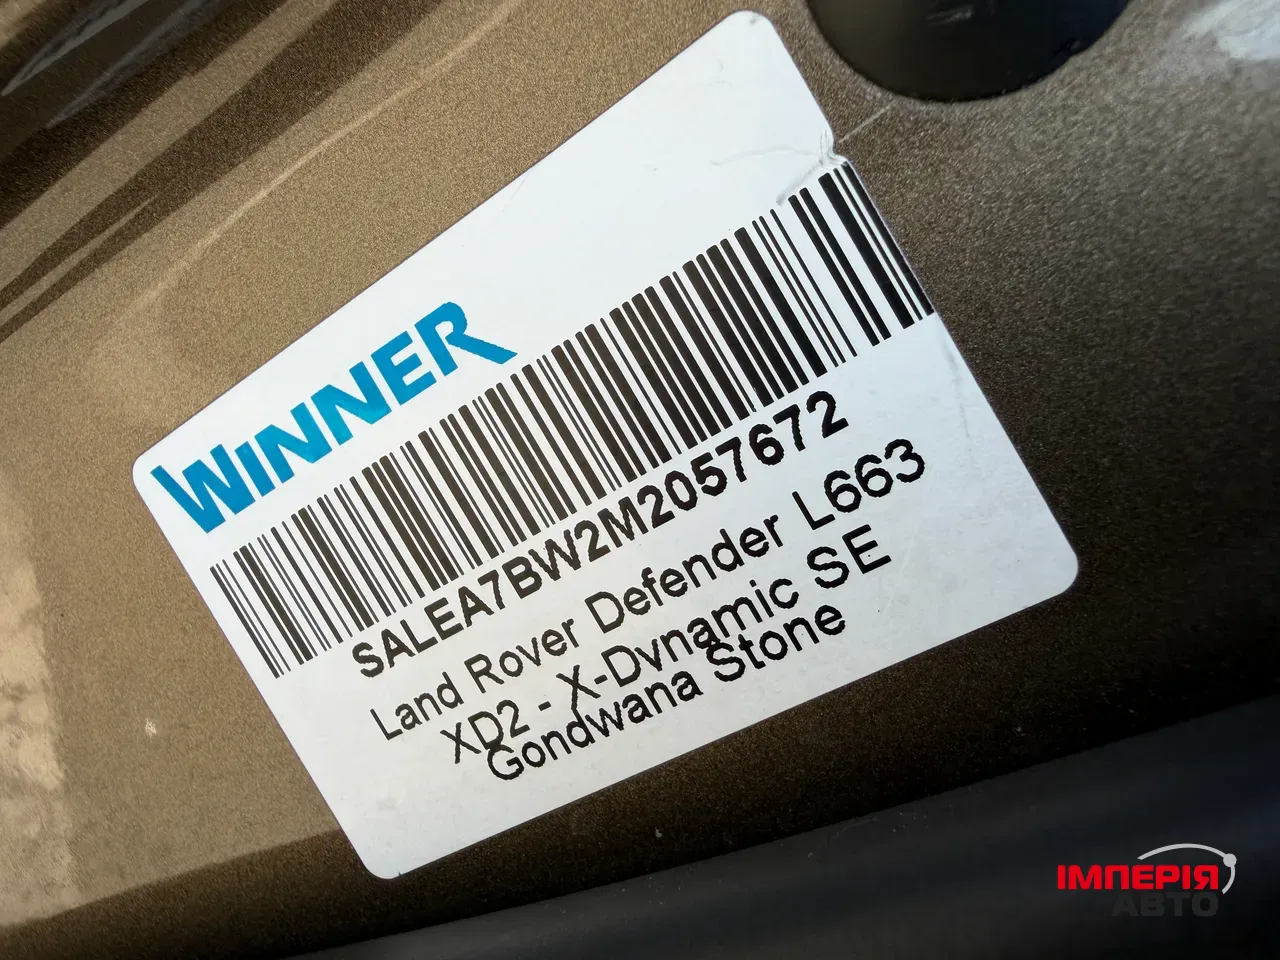 WINNER
SALEA7BW2M2057672
Land Rover Defender L663
XD2 - X-Dynamic SE
Gondwana Stone
ІМПЕРІЯ
АВТО